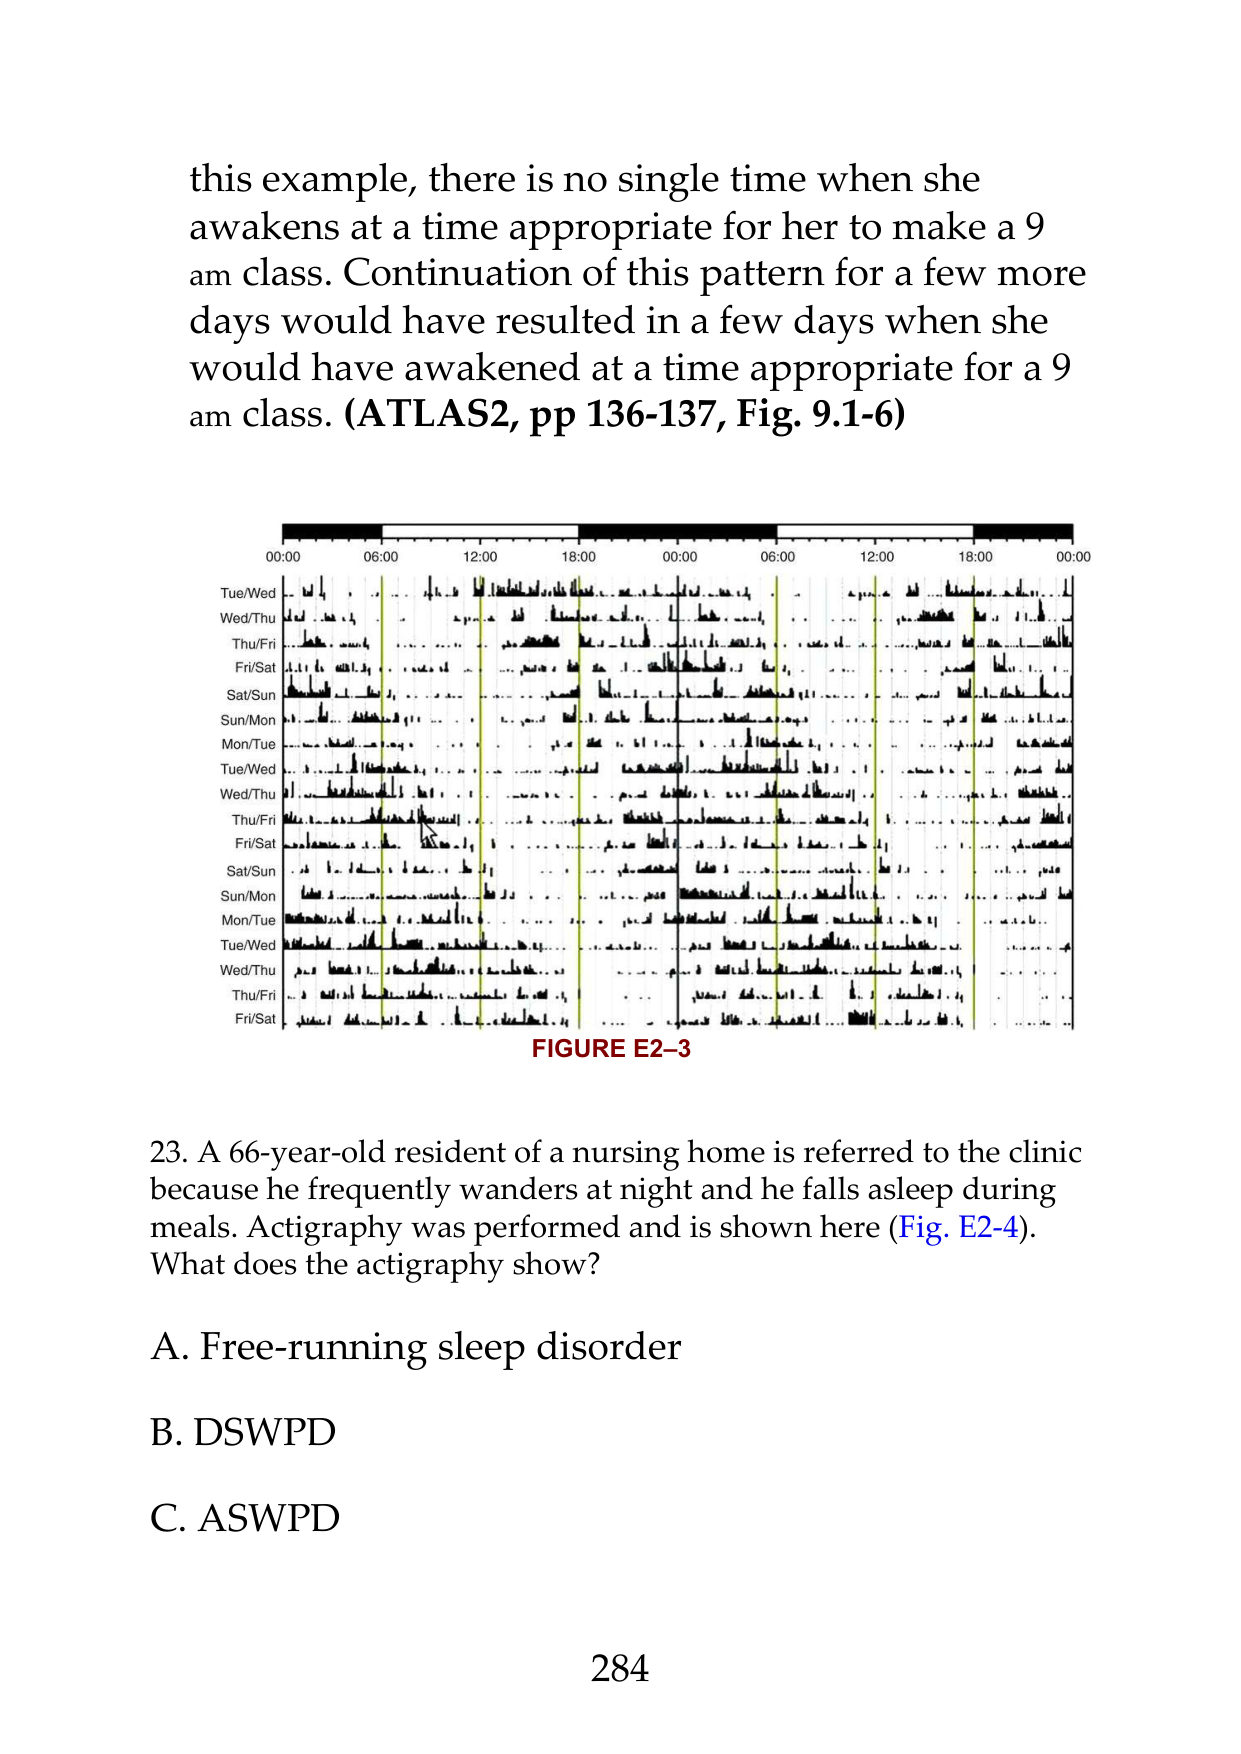 this example, there is no single time when she
awakens at a time appropriate for her to make a 9
am class. Continuation of this pattern for a few more
days would have resulted in a few days when she
would have awakened at a time appropriate for a 9
am class. (ATLAS2, pp 136-137, Fig. 9.1-6)
00:00 06:00 12:00 18:00 00:00 06:00 12:00 18:00 00:00
Tue/Wed
Wed/Thu
Thu/Fri
Fri/Sat
Sat/Sun
Sun/Mon
Mon/Tue
Tue/Wed
Wed/Thu
Thu/Fri
Fri/Sat
Sat/Sun
Sun/Mon
Mon/Tue
Tue/Wed
Wed/Thu
Thu/Fri
Fri/Sat
FIGURE E2–3
23. A 66-year-old resident of a nursing home is referred to the clinic
because he frequently wanders at night and he falls asleep during
meals. Actigraphy was performed and is shown here (Fig. E2-4).
What does the actigraphy show?
A. Free-running sleep disorder
B. DSWPD
C. ASWPD
284